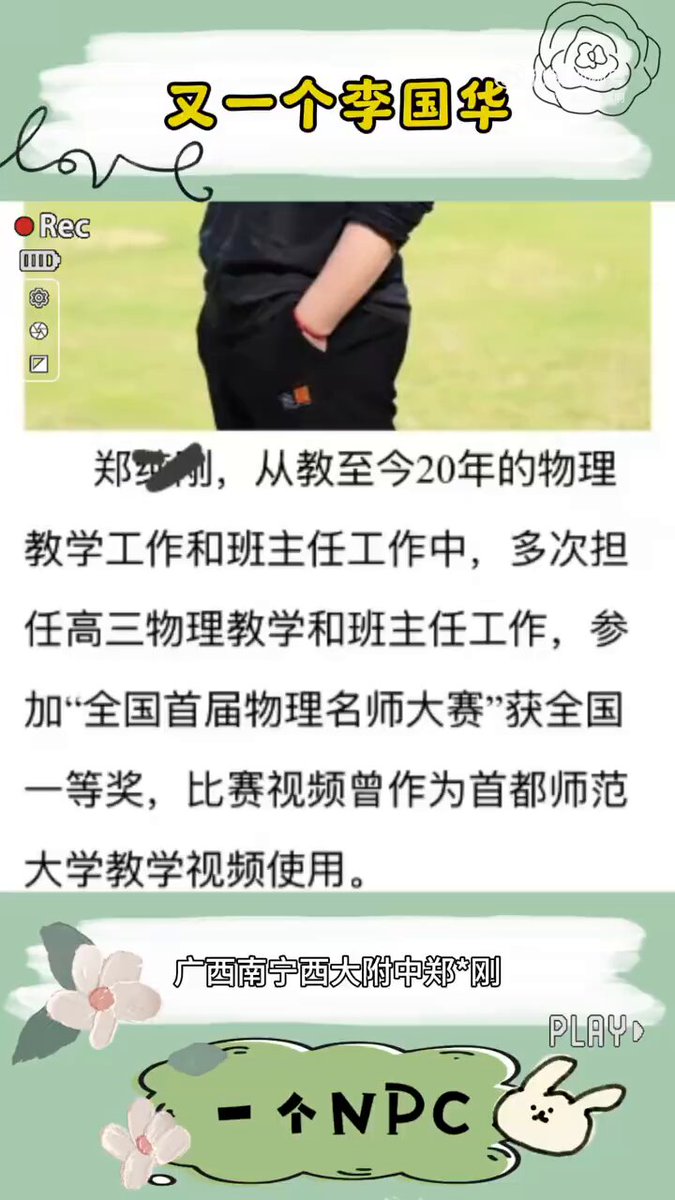 又一个李国华
love
Rec
郑 刚，从教至今20年的物理
教学工作和班主任工作中，多次担
任高三物理教学和班主任工作，参
加“全国首届物理名师大赛”获全国
一等奖，比赛视频曾作为首都师范
大学教学视频使用。
广西南宁西大附中郑*刚
PLAY
一个NPC